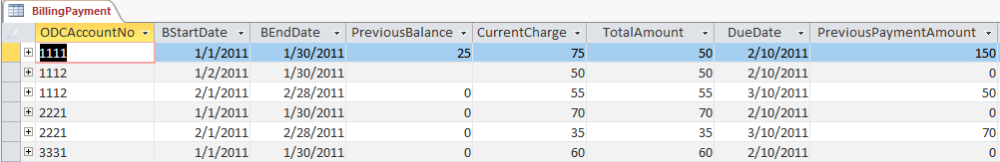 BillingPayment
ODCAccountNo BStartDate BEndDate PreviousBalance CurrentCharge TotalAmount DueDate PreviousPaymentAmount
1111 1/1/2011 1/30/2011 25 75 50 2/10/2011 150
1112 1/2/2011 1/30/2011 50 50 2/10/2011 0
1112 2/1/2011 2/28/2011 0 55 55 3/10/2011 50
2221 1/1/2011 1/30/2011 0 70 70 2/10/2011 0
2221 2/1/2011 2/28/2011 0 35 35 3/10/2011 70
3331 1/1/2011 1/30/2011 0 60 60 2/10/2011 0